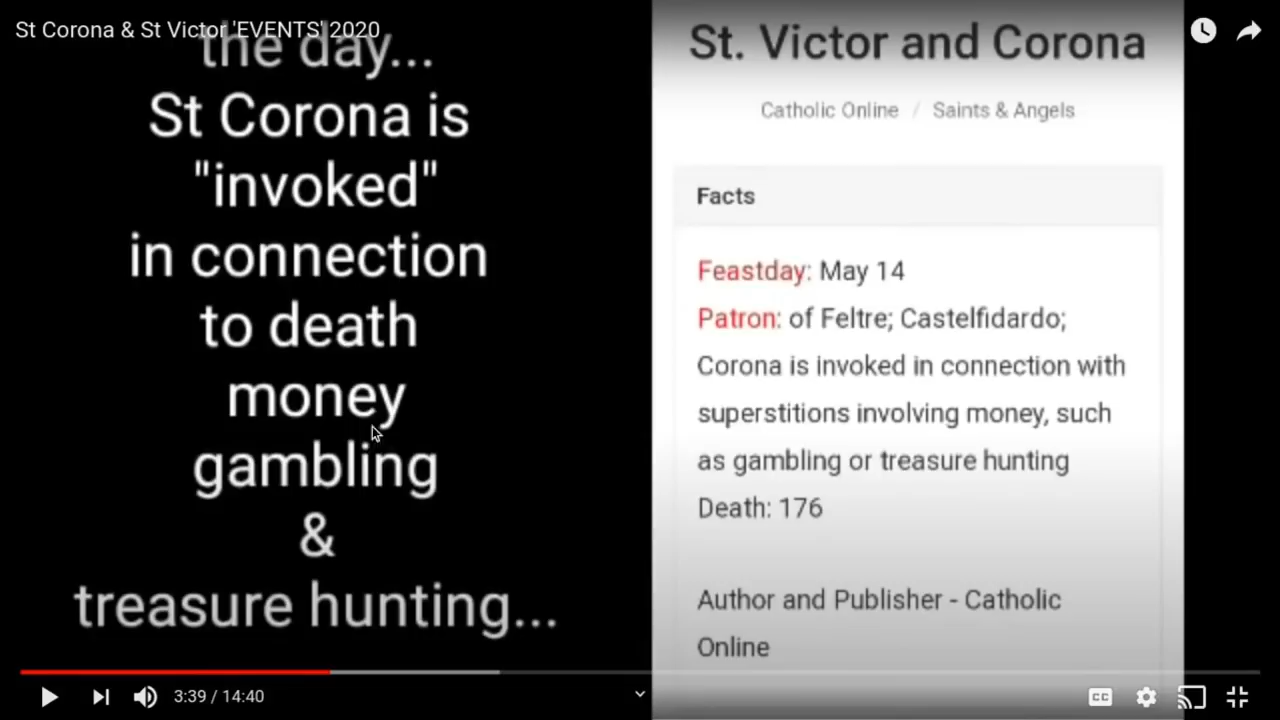 St Corona & St Victor 'EVENTS' 2020
the day...
St Corona is
"invoked"
in connection
to death
money
gambling
&
treasure hunting...
St. Victor and Corona
Catholic Online / Saints & Angels
Facts
Feastday: May 14
Patron: of Feltre; Castelfidardo;
Corona is invoked in connection with
superstitions involving money, such
as gambling or treasure hunting
Death: 176
Author and Publisher - Catholic
Online
3:39 / 14:40
CC